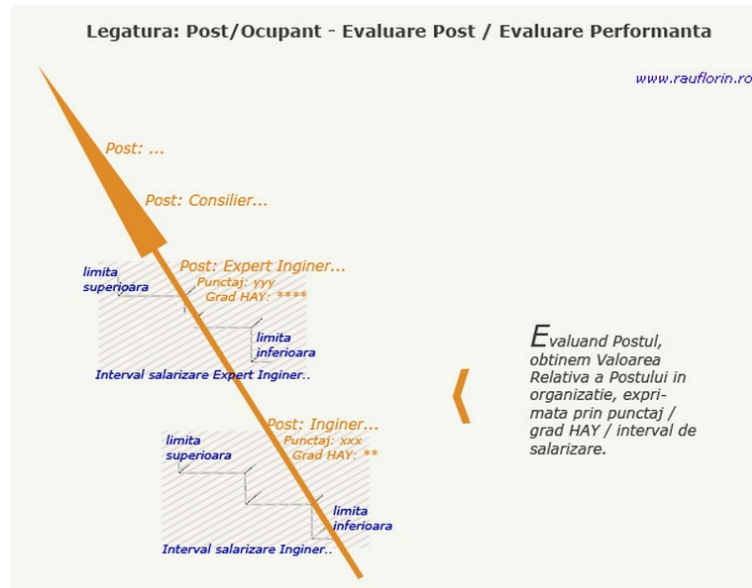 Legatura: Post/Ocupant - Evaluare Post / Evaluare Performanta
www.rauflorin.ro
Post: ...
Post: Consilier...
Post: Expert Inginer...
Punctaj: yyy
Grad HAY: ****
limita
superioara
limita
inferioara
Interval salarizare Expert Inginer..
Evaluand Postul,
obtinem Valoarea
Relativa a Postului in
organizatie, expri-
mata prin punctaj /
grad HAY / interval de
salarizare.
Post: Inginer...
Punctaj: xxx
Grad HAY: **
limita
superioara
limita
inferioara
Interval salarizare Inginer..